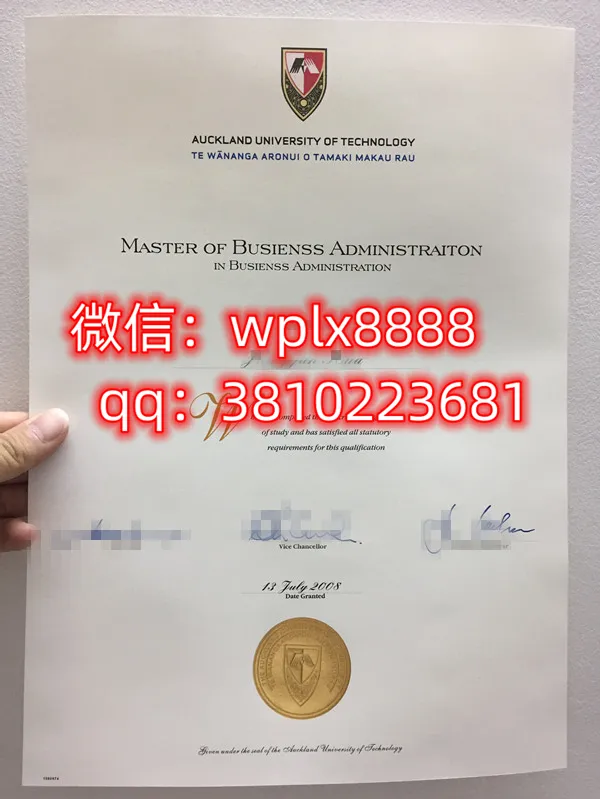 AUCKLAND UNIVERSITY OF TECHNOLOGY
TE WĀNANGA ARONUI O TAMAKI MAKAU RAU
MASTER OF BUSIENSS ADMINISTRAITON
IN BUSIENSS ADMINISTRATION
微信：wplx8888
qq：3810223681
of study and has satisfied all statutory
requirements for this qualification
Vice Chancellor
13 July 2008
Date Granted
Given under the seal of the Auckland University of Technology